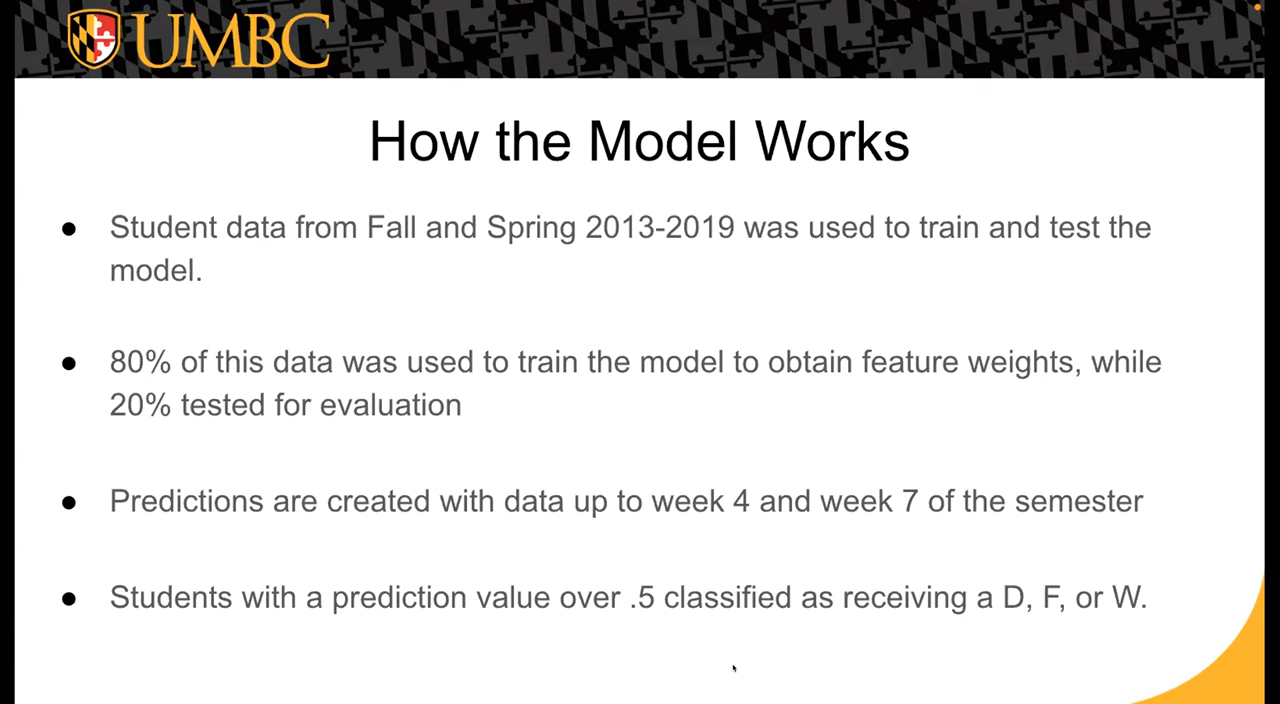 UMBC
How the Model Works
● Student data from Fall and Spring 2013-2019 was used to train and test the
model.
● 80% of this data was used to train the model to obtain feature weights, while
20% tested for evaluation
● Predictions are created with data up to week 4 and week 7 of the semester
● Students with a prediction value over .5 classified as receiving a D, F, or W.